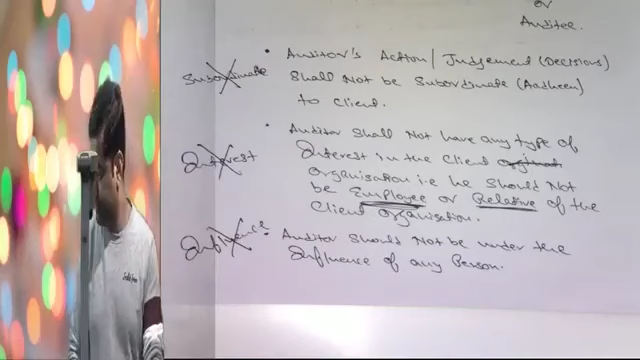 or
Auditee.
• Auditor's Action / Judgement (Decisions)
Subordinate Shall Not be Subordinate (Aadheen)
to Client.
• Auditor Shall Not have any type of
Interest Interest in the Client
Organisation i.e he Should Not
be Employee or Relative of the
Client Organisation.
Influence • Auditor Should Not be under the
Influence of any Person.